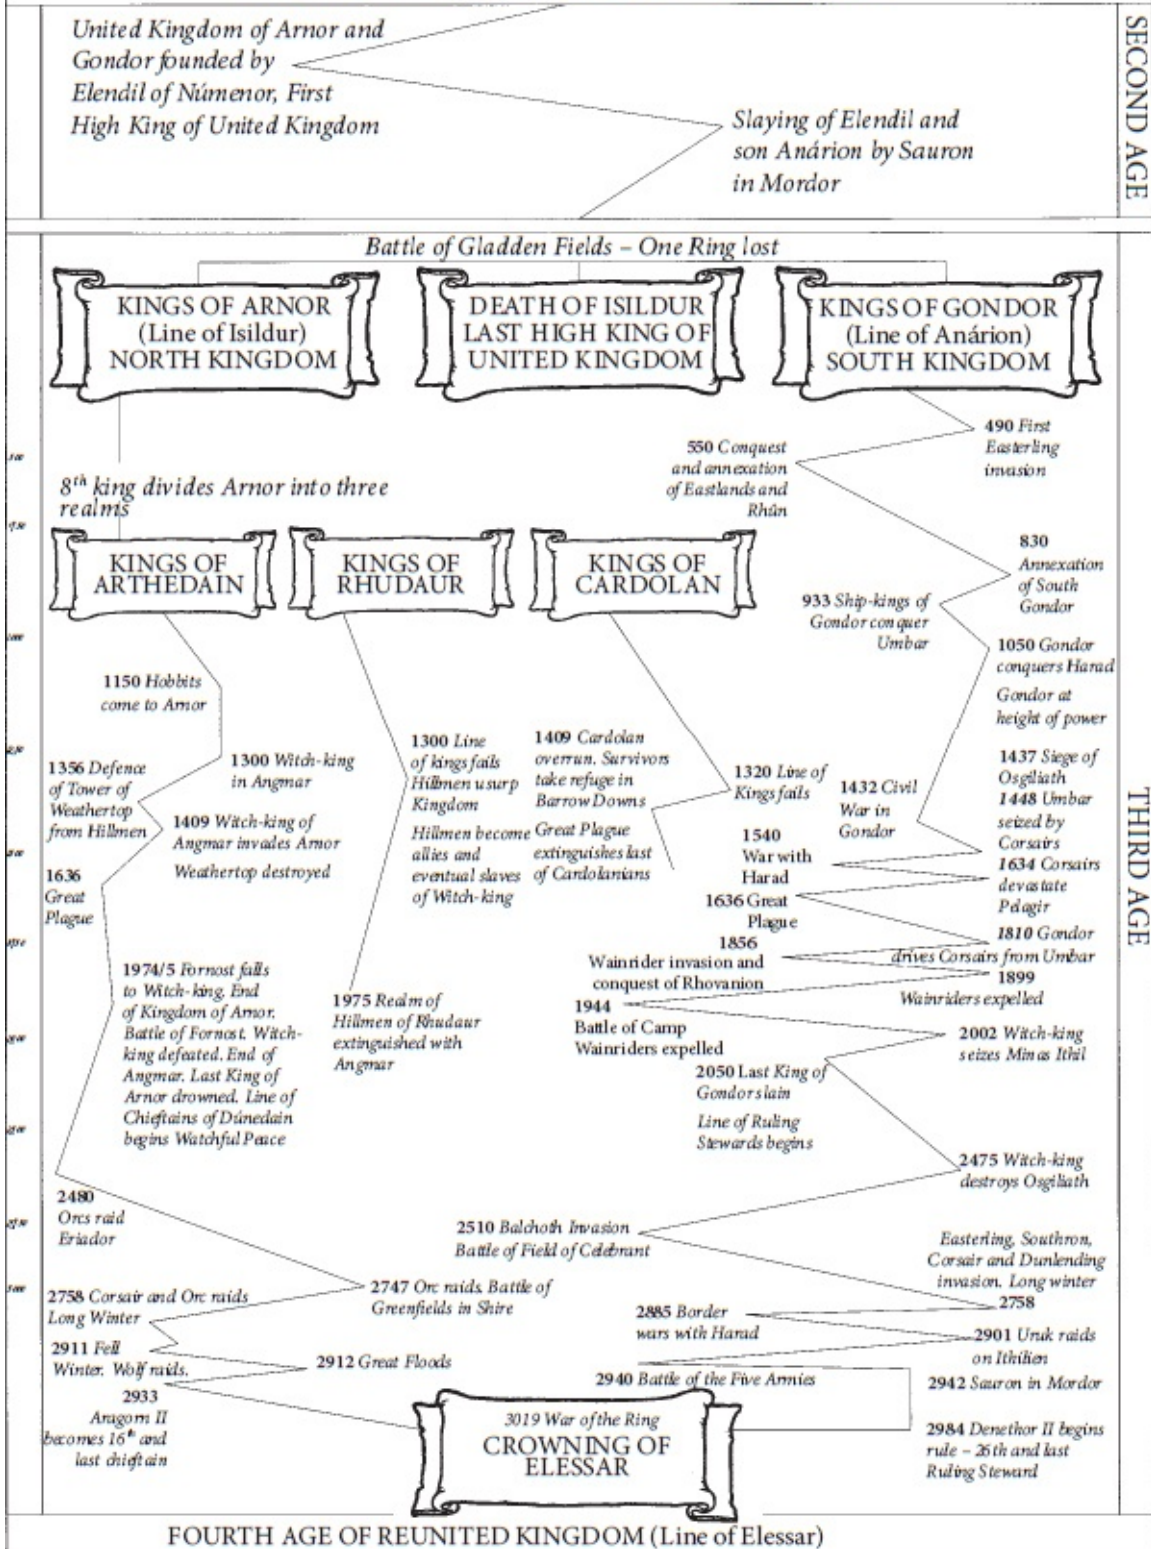 United Kingdom of Arnor and
Gondor founded by
Elendil of Númenor, First
High King of United Kingdom
Slaying of Elendil and
son Anárion by Sauron
in Mordor
SECOND AGE
Battle of Gladden Fields – One Ring lost
KINGS OF ARNOR
(Line of Isildur)
NORTH KINGDOM
DEATH OF ISILDUR
LAST HIGH KING OF
UNITED KINGDOM
KINGS OF GONDOR
(Line of Anárion)
SOUTH KINGDOM
490 First
Easterling
invasion
550 Conquest
and annexation
of Eastlands and
Rhûn
8th king divides Arnor into three
realms
KINGS OF
ARTHEDAIN
KINGS OF
RHUDAUR
KINGS OF
CARDOLAN
830
Annexation
of South
Gondor
933 Ship-kings of
Gondor conquer
Umbar
1050 Gondor
conquers Harad
Gondor at
height of power
1150 Hobbits
come to Arnor
1300 Witch-king
in Angmar
1356 Defence
of Tower of
Weathertop
from Hillmen
1409 Witch-king of
Angmar invades Arnor
Weathertop destroyed
1636
Great
Plague
1300 Line
of kings fails
Hillmen usurp
Kingdom
Hillmen become
allies and
eventual slaves
of Witch-king
1409 Cardolan
overrun. Survivors
take refuge in
Barrow Downs
Great Plague
extinguishes last
of Cardolanians
1320 Line of
Kings fails
1432 Civil
War in
Gondor
1437 Siege of
Osgiliath
1448 Umbar
seized by
Corsairs
1540
War with
Harad
1634 Corsairs
devastate
Pelagir
1636 Great
Plague
1810 Gondor
drives Corsairs from Umbar
1856
Wainrider invasion and
conquest of Rhovanion
1899
Wainriders expelled
1944
Battle of Camp
Wainriders expelled
THIRD AGE
1974/5 Fornost falls
to Witch-king. End
of Kingdom of Arnor.
Battle of Fornost. Witch-
king defeated. End of
Angmar. Last King of
Arnor drowned. Line of
Chieftains of Dúnedain
begins Watchful Peace
1975 Realm of
Hillmen of Rhudaur
extinguished with
Angmar
2002 Witch-king
seizes Minas Ithil
2050 Last King of
Gondor slain
Line of Ruling
Stewards begins
2475 Witch-king
destroys Osgiliath
2480
Orcs raid
Eriador
2510 Balchoth Invasion
Battle of Field of Celebrant
Easterling, Southron,
Corsair and Dunlending
invasion. Long winter
2758
2747 Orc raids. Battle of
Greenfields in Shire
2758 Corsair and Orc raids
Long Winter
2885 Border
wars with Harad
2901 Uruk raids
on Ithilien
2911 Fell
Winter. Wolf raids.
2912 Great Floods
2940 Battle of the Five Armies
2942 Sauron in Mordor
2933
Aragorn II
becomes 16th and
last chieftain
2984 Denethor II begins
rule – 26th and last
Ruling Steward
3019 War of the Ring
CROWNING OF
ELESSAR
FOURTH AGE OF REUNITED KINGDOM (Line of Elessar)